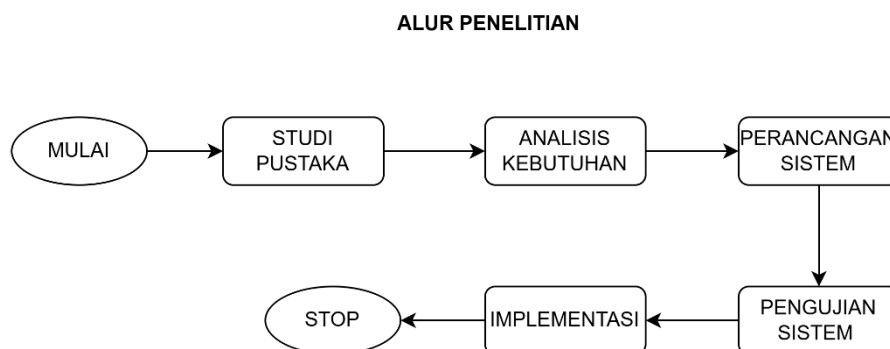 ALUR PENELITIAN
MULAI
STUDI
PUSTAKA
ANALISIS
KEBUTUHAN
PERANCANGAN
SISTEM
STOP
IMPLEMENTASI
PENGUJIAN
SISTEM